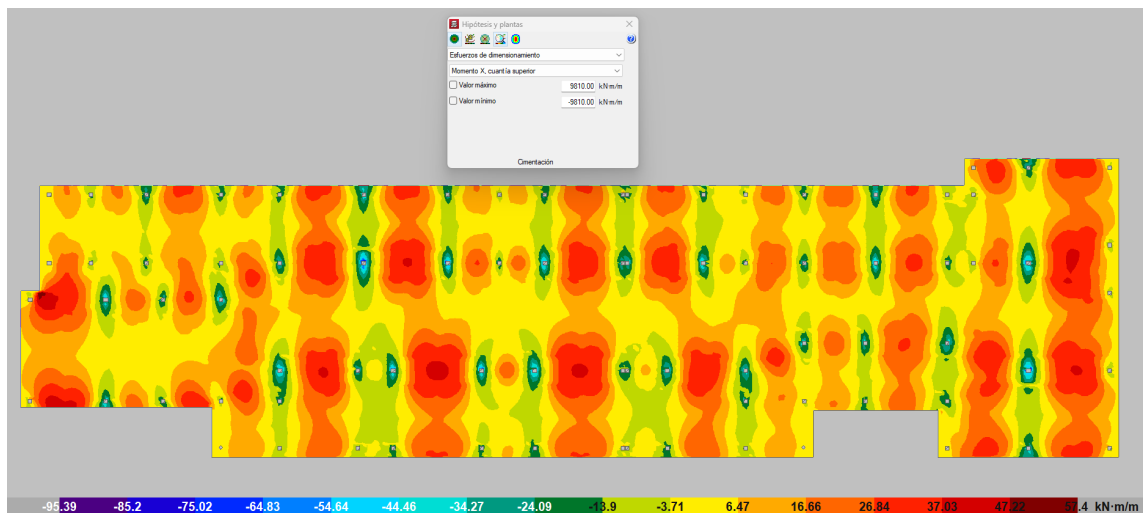 Hipótesis y plantas
Esfuerzos de dimensionamiento
Momento X, cuantía superior
Valor máximo 9810.00 kN·m/m
Valor mínimo -9810.00 kN·m/m
Cimentación
-95.39 -85.2 -75.02 -64.83 -54.64 -44.46 -34.27 -24.09 -13.9 -3.71 6.47 16.66 26.84 37.03 47.22 57.4 kN·m/m